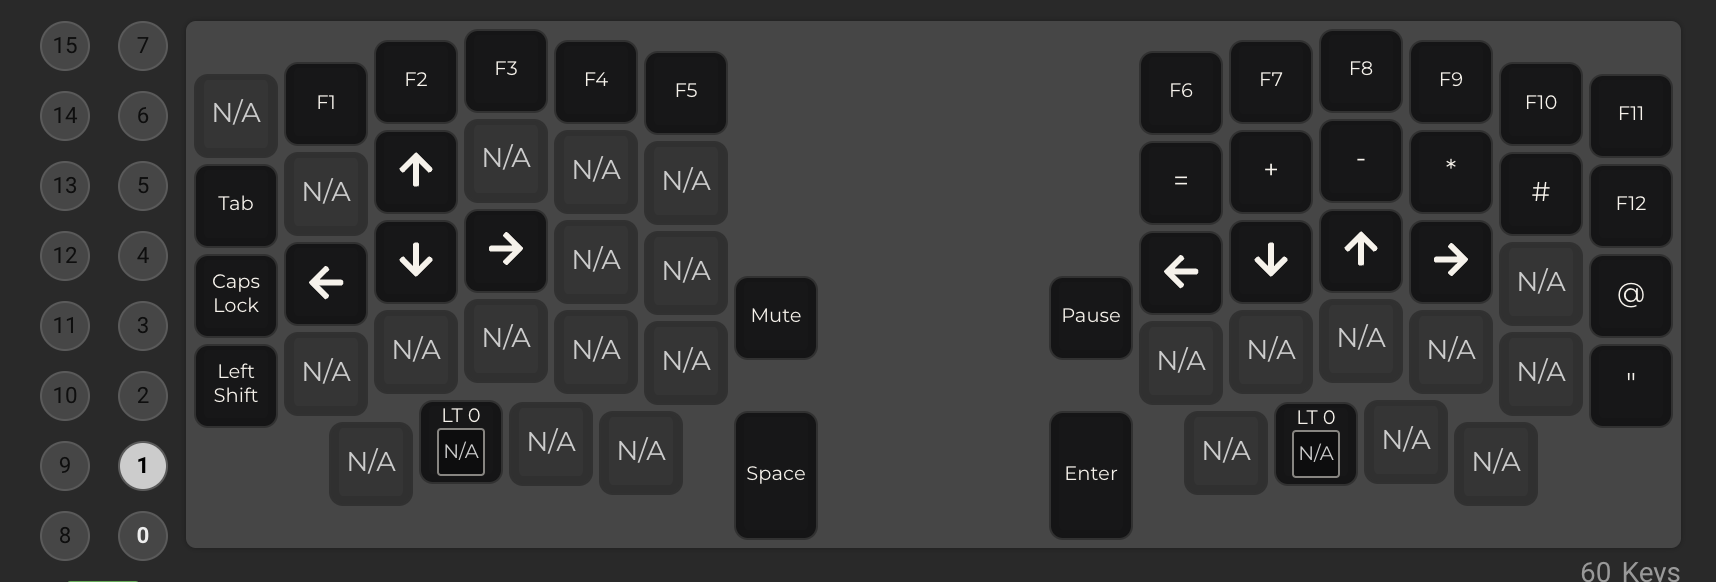 15 7
14 6
13 5
12 4
11 3
10 2
9 1
8 0
N/A F1 F2 F3 F4 F5 F6 F7 F8 F9 F10 F11
Tab N/A ↑ N/A N/A N/A = + - * # F12
Caps
Lock ← ↓ → N/A N/A ← ↓ ↑ → N/A @
Left
Shift N/A N/A N/A N/A N/A Mute Pause N/A N/A N/A N/A N/A "
N/A LT 0
N/A N/A N/A Space Enter N/A LT 0
N/A N/A N/A
60 Keys